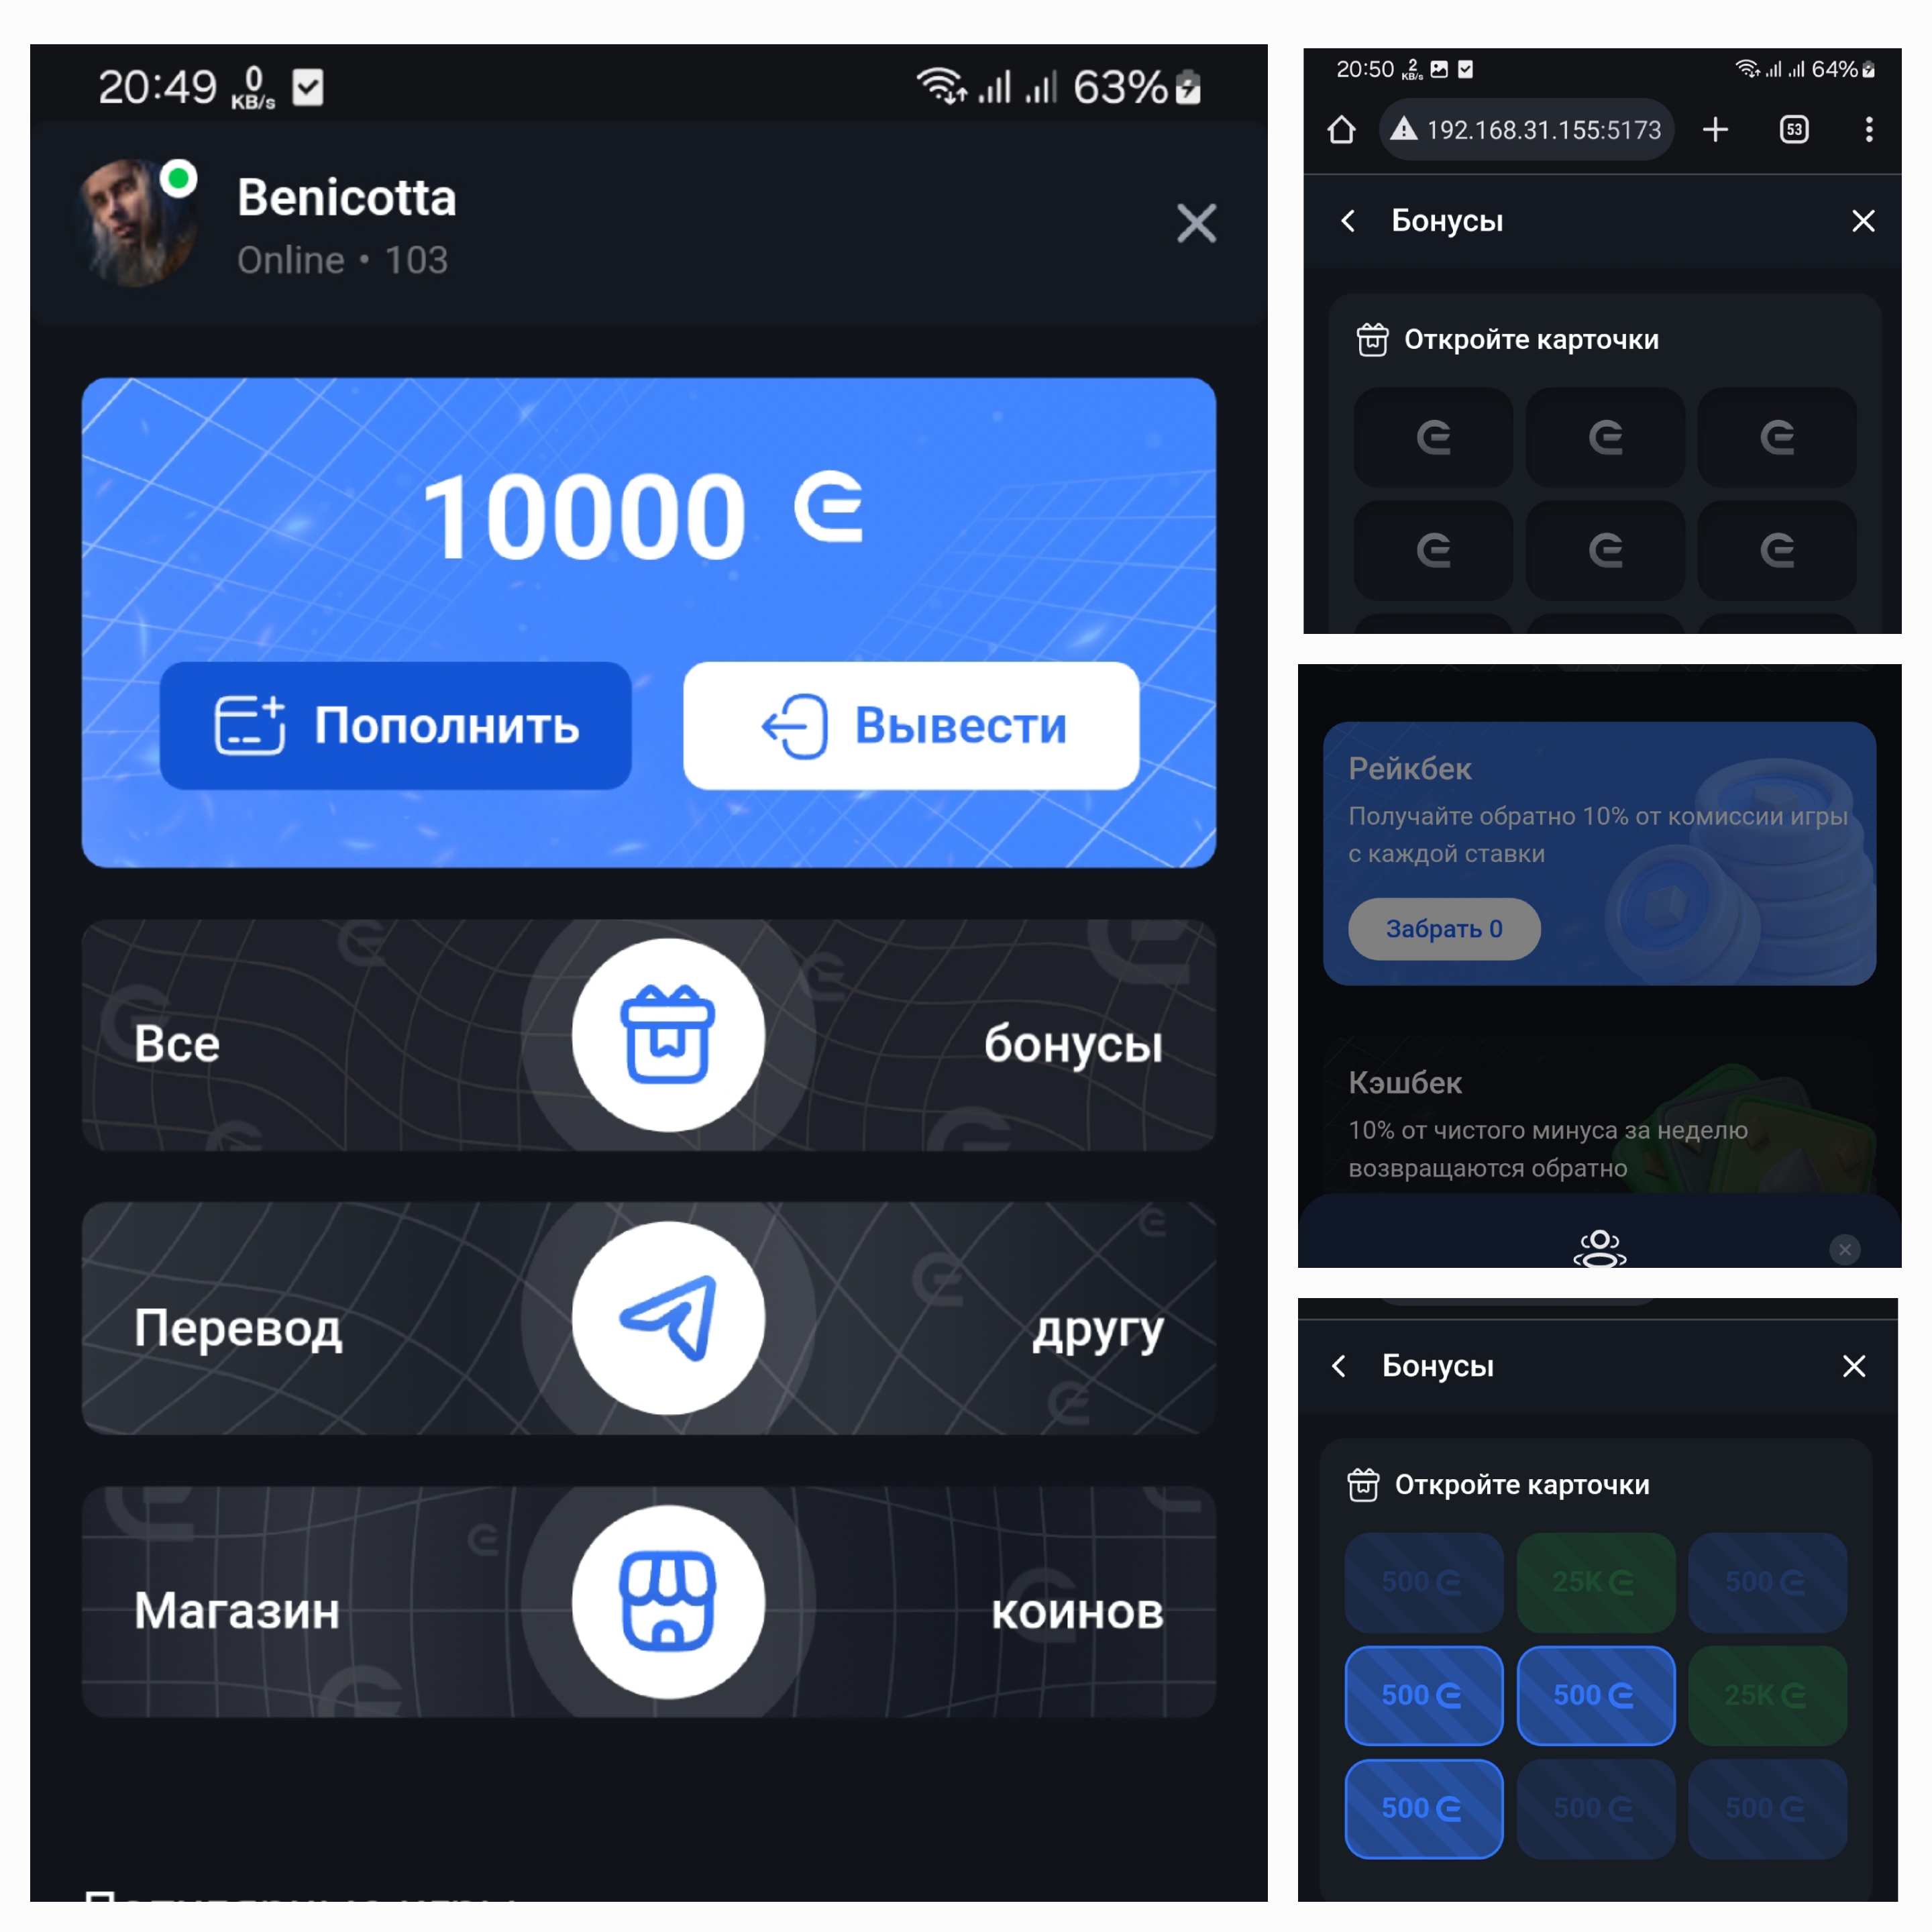 20:49 0 KB/s 63%
Benicotta
Online • 103
10000
Пополнить Вывести
Все бонусы
Перевод другу
Магазин коинов
20:50 2 KB/s 64%
192.168.31.155:5173 53
Бонусы
Откройте карточки
Рейкбек
Получайте обратно 10% от комиссии игры
с каждой ставки
Забрать 0
Кэшбек
10% от чистого минуса за неделю
возвращаются обратно
Бонусы
Откройте карточки
500 25K 500
500 500 25K
500 500 500